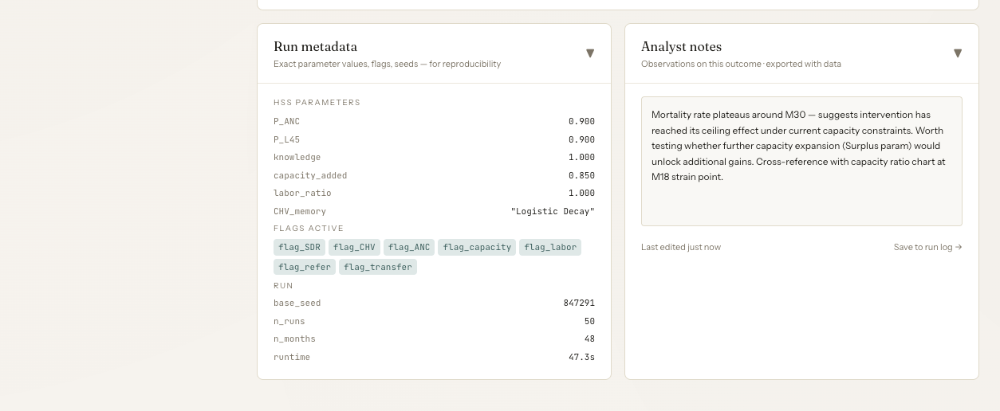 Run metadata
Exact parameter values, flags, seeds — for reproducibility
▼
HSS PARAMETERS
P_ANC 0.900
P_L45 0.900
knowledge 1.000
capacity_added 0.850
labor_ratio 1.000
CHV_memory "Logistic Decay"
FLAGS ACTIVE
flag_SDR flag_CHV flag_ANC flag_capacity flag_labor
flag_refer flag_transfer
RUN
base_seed 847291
n_runs 50
n_months 48
runtime 47.3s
Analyst notes
Observations on this outcome · exported with data
▼
Mortality rate plateaus around M30 — suggests intervention has
reached its ceiling effect under current capacity constraints. Worth
testing whether further capacity expansion (Surplus param) would
unlock additional gains. Cross-reference with capacity ratio chart at
M18 strain point.
Last edited just now
Save to run log →